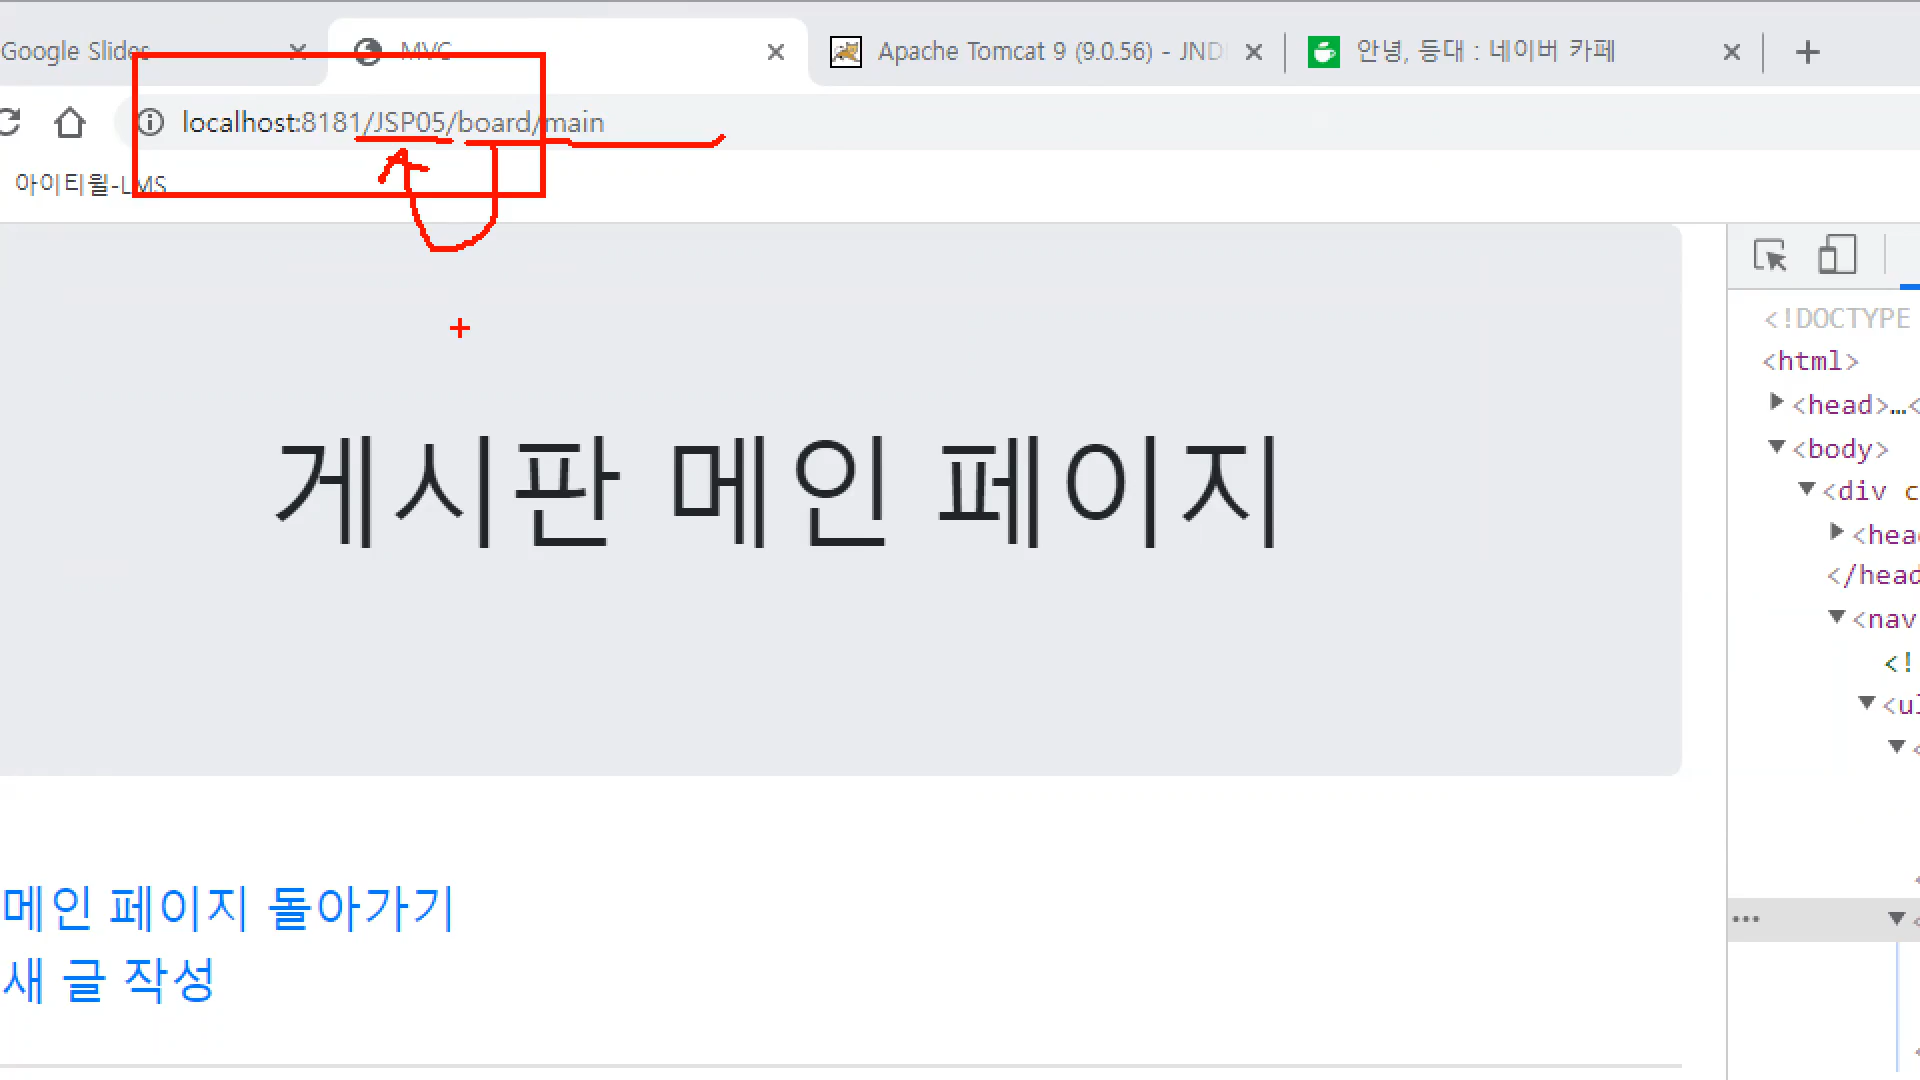 Google Slides
MVC
Apache Tomcat 9 (9.0.56) - JND
안녕, 등대 : 네이버 카페
localhost:8181/JSP05/board/main
아이티윌-LMS
게시판 메인 페이지
메인 페이지 돌아가기
새 글 작성
<!DOCTYPE
<html>
<head>…<
<body>
<div c
<hea
</head
<nav
<!
<ul